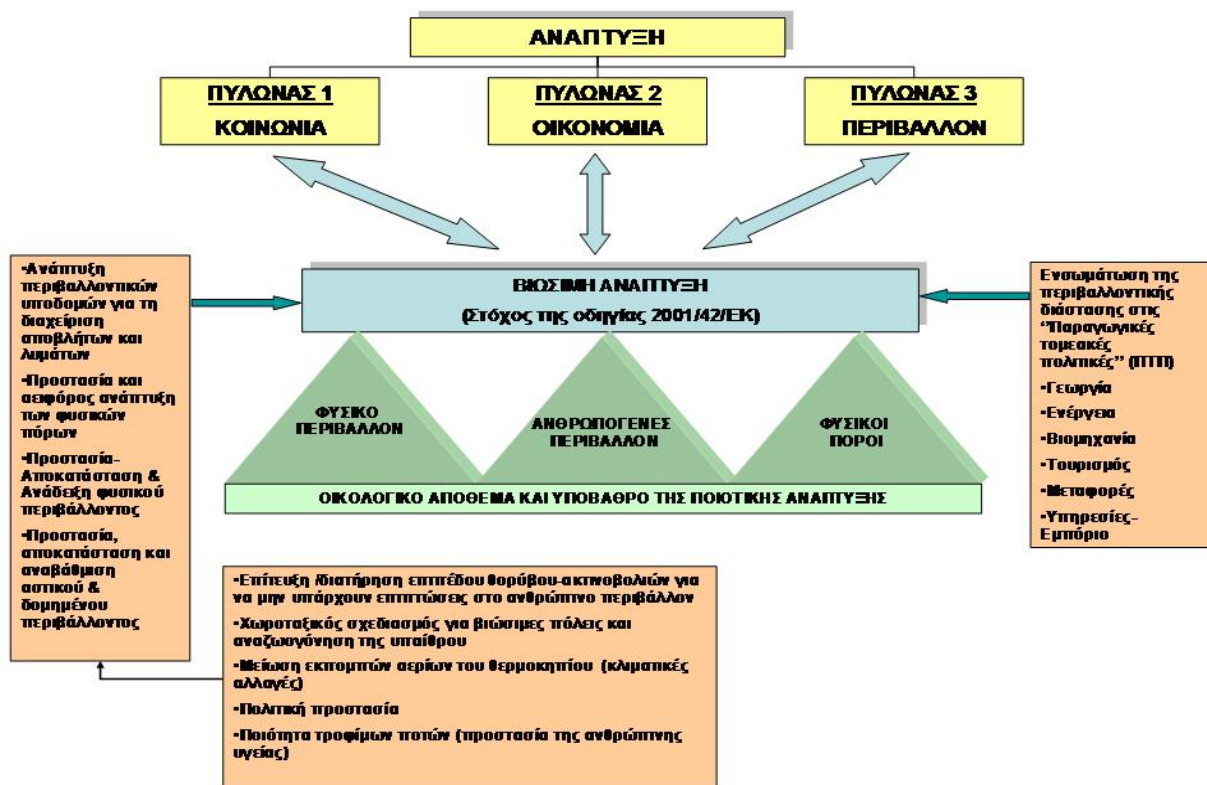 ΑΝΑΠΤΥΞΗ
ΠΥΛΩΝΑΣ 1
ΚΟΙΝΩΝΙΑ
ΠΥΛΩΝΑΣ 2
ΟΙΚΟΝΟΜΙΑ
ΠΥΛΩΝΑΣ 3
ΠΕΡΙΒΑΛΛΟΝ
•Ανάπτυξη
περιβαλλοντικών
υποδομών για τη
διαχείριση
αποβλήτων και
λυμάτων
•Προστασία και
αειφόρος ανάπτυξη
των φυσικών
πόρων
•Προστασία-
Αποκατάσταση &
Ανάδειξη φυσικού
περιβάλλοντος
•Προστασία,
αποκατάσταση και
αναβάθμιση
αστικού &
δομημένου
περιβάλλοντος
ΒΙΩΣΙΜΗ ΑΝΑΠΤΥΞΗ
(Στόχος της οδηγίας 2001/42/ΕΚ)
ΦΥΣΙΚΟ
ΠΕΡΙΒΑΛΛΟΝ
ΑΝΘΡΩΠΟΓΕΝΕΣ
ΠΕΡΙΒΑΛΛΟΝ
ΦΥΣΙΚΟΙ
ΠΟΡΟΙ
ΟΙΚΟΛΟΓΙΚΟ ΑΠΟΘΕΜΑ ΚΑΙ ΥΠΟΒΑΘΡΟ ΤΗΣ ΠΟΙΟΤΙΚΗΣ ΑΝΑΠΤΥΞΗΣ
Ενσωμάτωση της
περιβαλλοντικής
διάστασης στις
‘‘Παραγωγικές
τομεακές
πολιτικές’’ (ΠΤΠ)
•Γεωργία
•Ενέργεια
•Βιομηχανία
•Τουρισμός
•Μεταφορές
•Υπηρεσίες-
Εμπόριο
•Επίτευξη /διατήρηση επιπέδου θορύβου-ακτινοβολιών για
να μην υπάρχουν επιπτώσεις στο ανθρώπινο περιβάλλον
•Χωροταξικός σχεδιασμός για βιώσιμες πόλεις και
αναζωογόνηση της υπαίθρου
•Μείωση εκπομπών αερίων του θερμοκηπίου (κλιματικές
αλλαγές)
•Πολιτική προστασία
•Ποιότητα τροφίμων ποτών (προστασία της ανθρώπινης
υγείας)